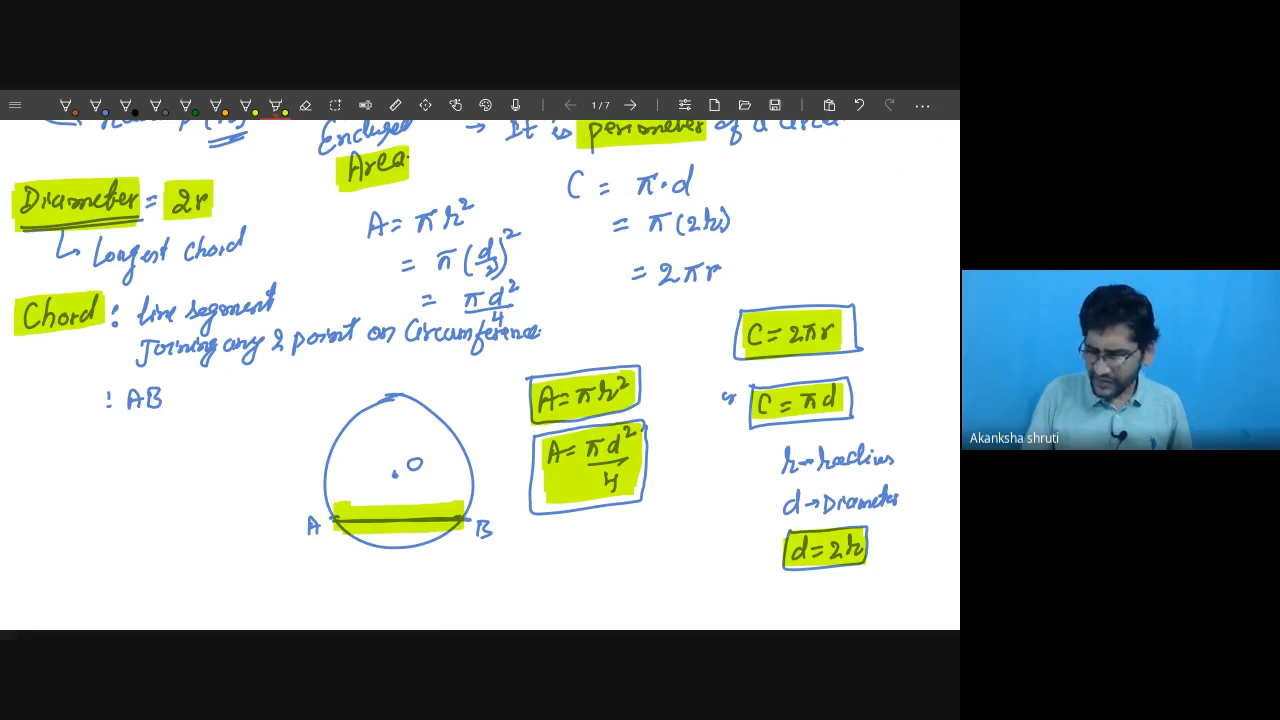 1/7
Enclosed
Area
→ It is perimeter of a circle
Diameter = 2r
↳ Longest chord
A = πr²
= π(d/2)²
= πd²/4
C = π·d
= π(2r)
= 2πr
Chord : line segment
Joining any 2 point on Circumference.
: AB
O
A
B
A = πr²
A = πd²/4
C = 2πr
or C = πd
r → radius
d → Diameter
d = 2r
Akanksha shruti